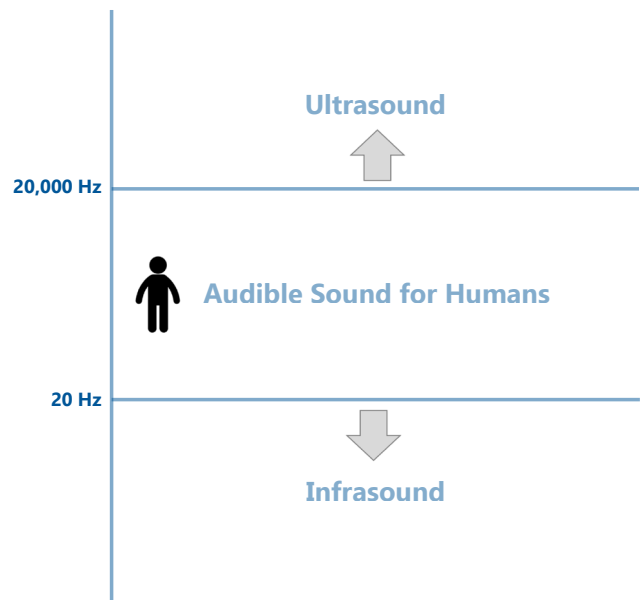 Ultrasound
20,000 Hz
Audible Sound for Humans
20 Hz
Infrasound